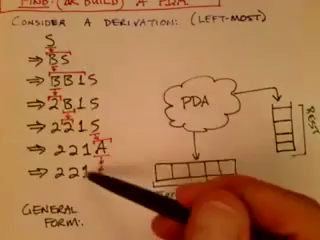 FIND (OR BUILD) A PDA
CONSIDER A DERIVATION: (LEFT-MOST)
S
⇒ BS
⇒ BB1S
⇒ 2B1S
⇒ 221S
⇒ 221A
⇒ 221
PDA
REST
GENERAL
FORM: